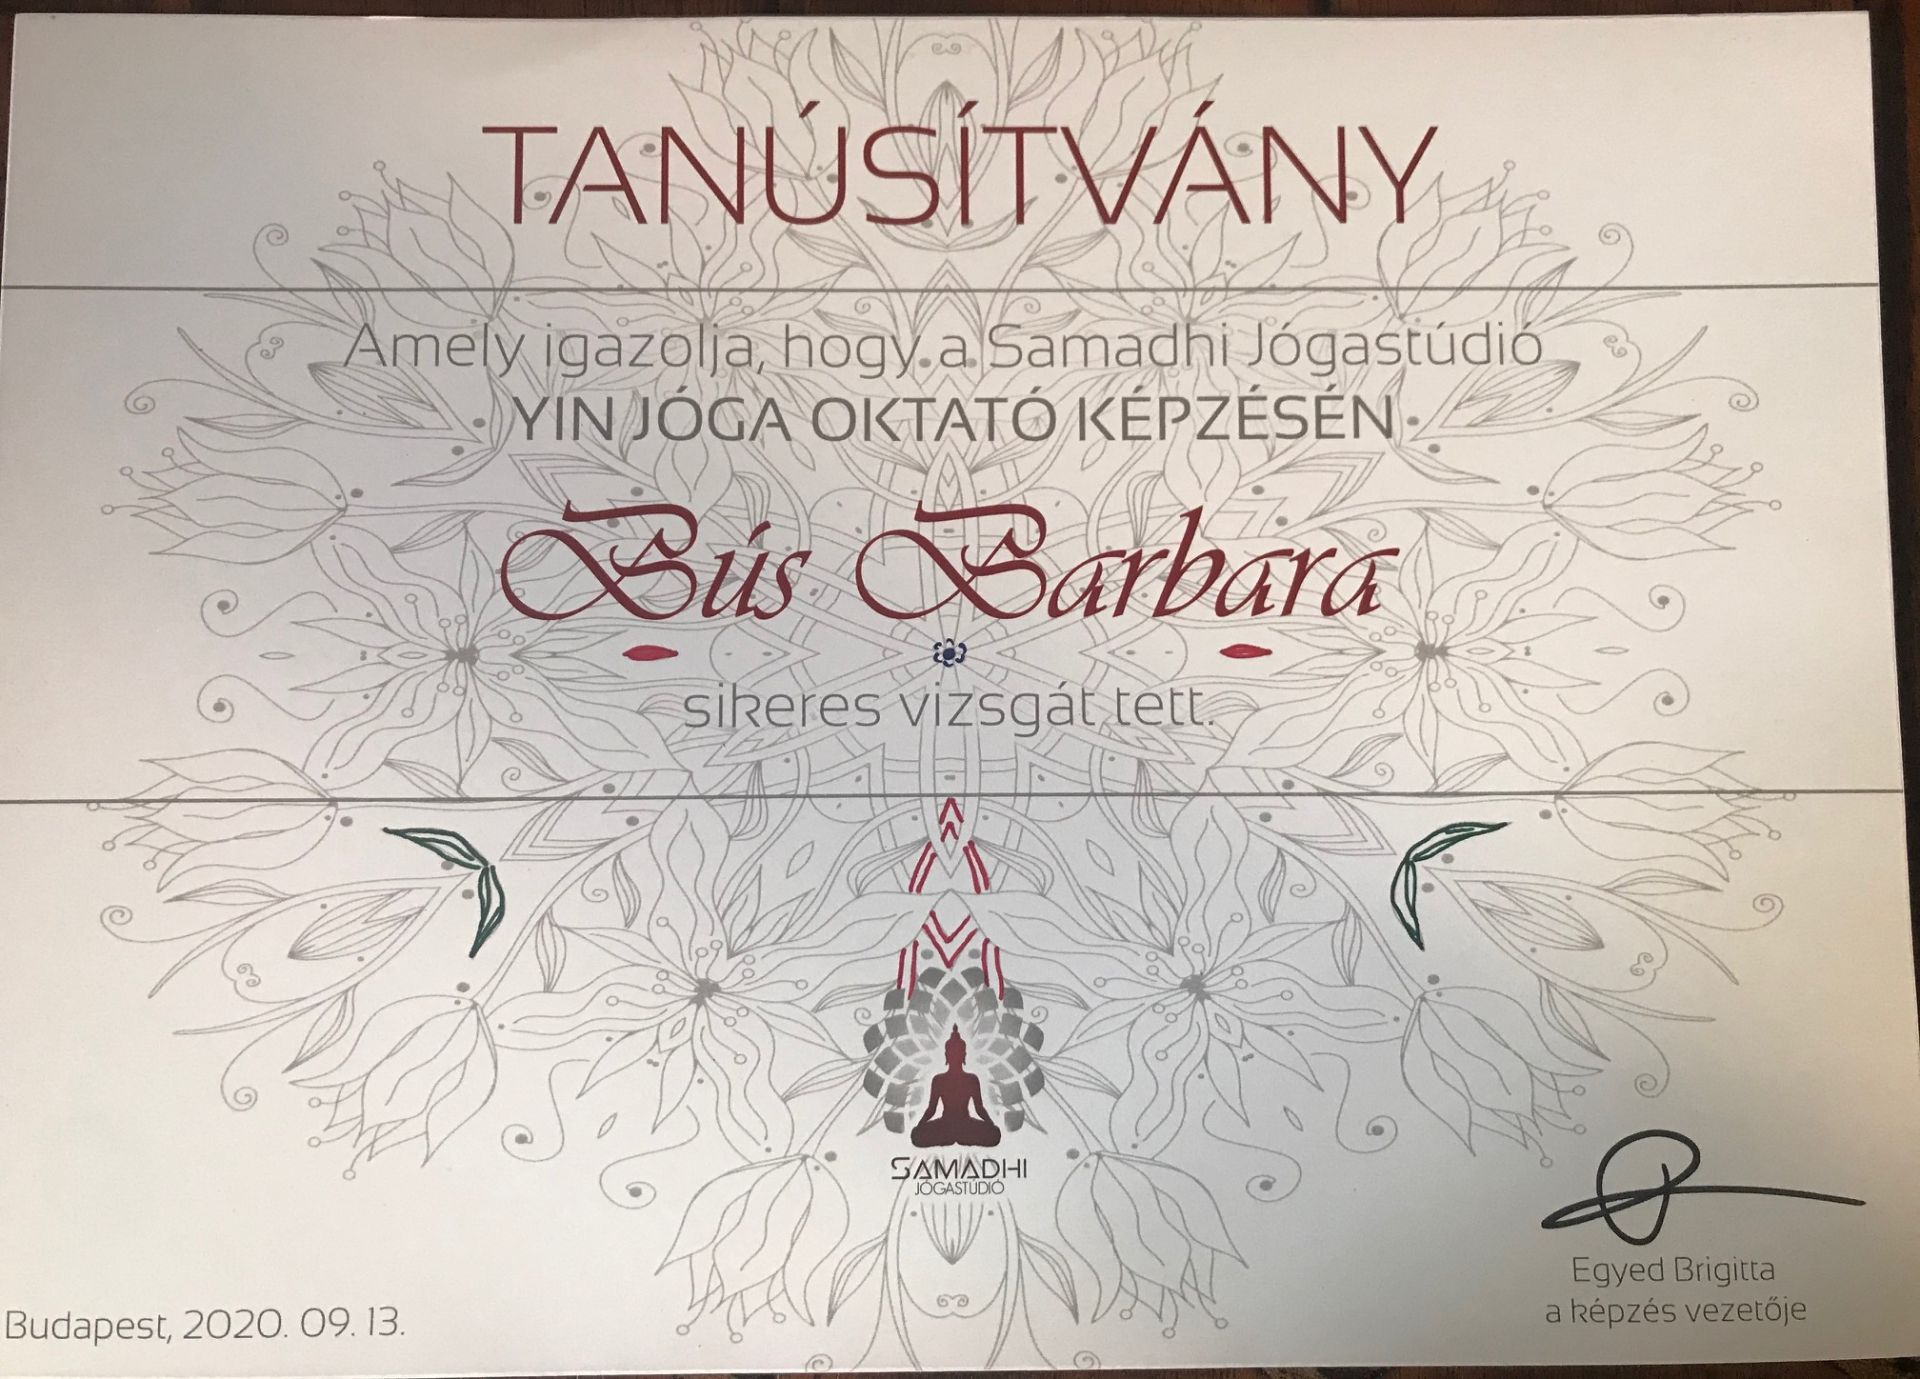 TANÚSÍTVÁNY
Amely igazolja, hogy a Samadhi Jógastúdió
YIN JÓGA OKTATÓ KÉPZÉSÉN
Bús Barbara
sikeres vizsgát tett.
SAMADHI
JÓGASTÚDIÓ
Egyed Brigitta
a képzés vezetője
Budapest, 2020. 09. 13.